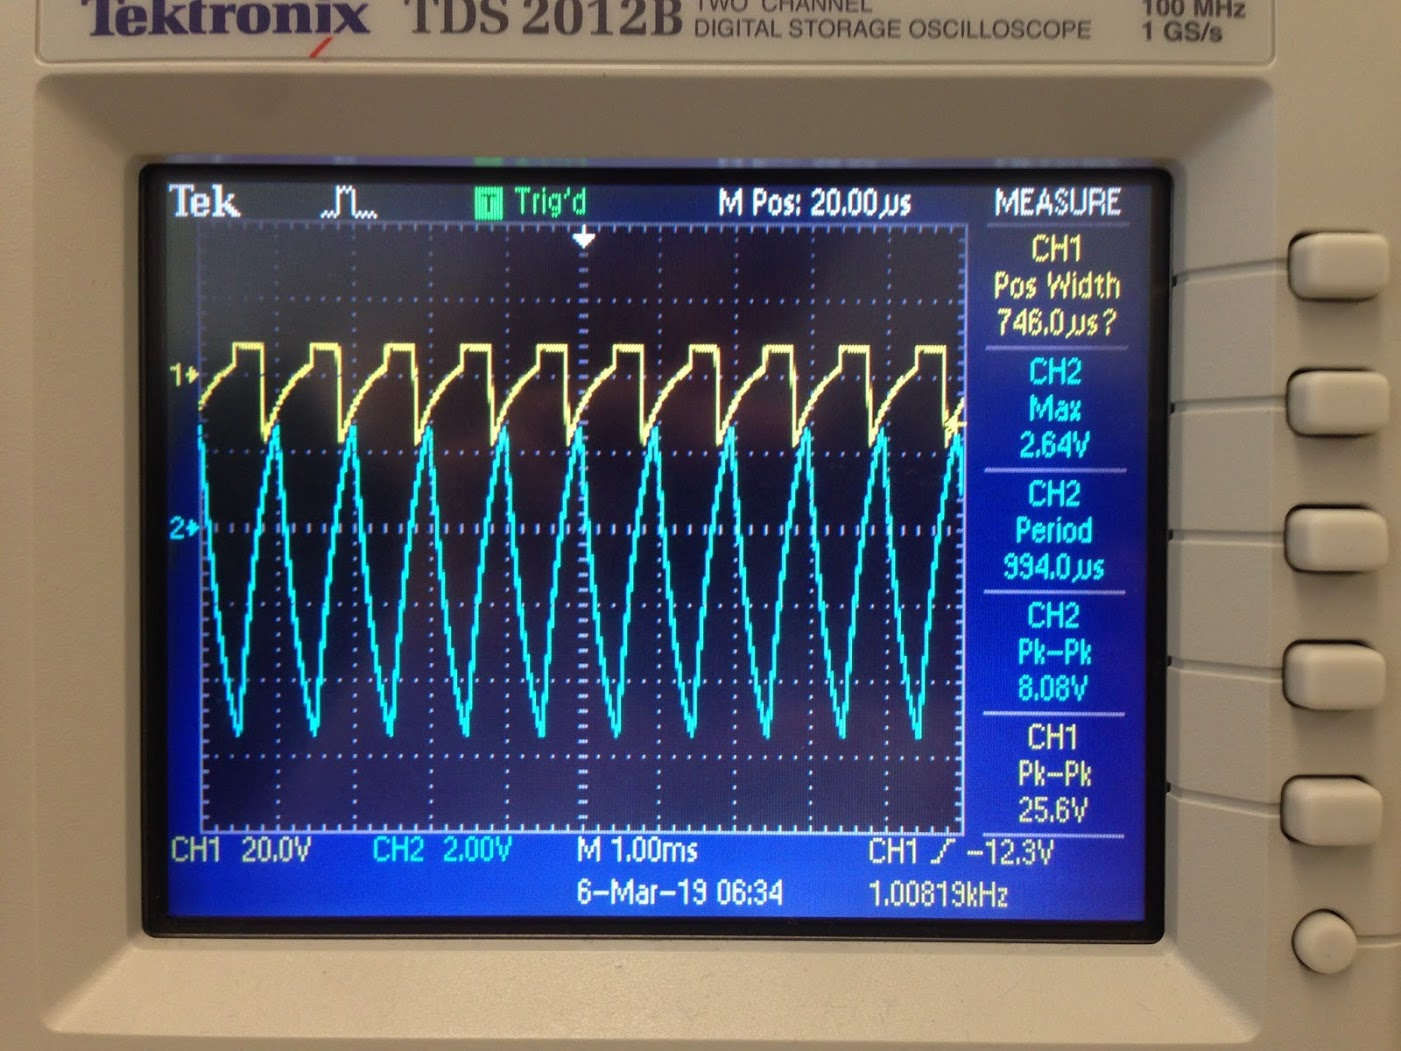 Tektronix TDS 2012B TWO CHANNEL 100 MHz
DIGITAL STORAGE OSCILLOSCOPE 1 GS/s
Tek T Trig'd M Pos: 20.00µs MEASURE
CH1
Pos Width
746.0µs?
1
CH2
Max
2.64V
CH2
Period
994.0µs
2
CH2
Pk-Pk
8.08V
CH1
Pk-Pk
25.6V
CH1 20.0V CH2 2.00V M 1.00ms CH1 -12.3V
6-Mar-19 06:34 1.00819kHz